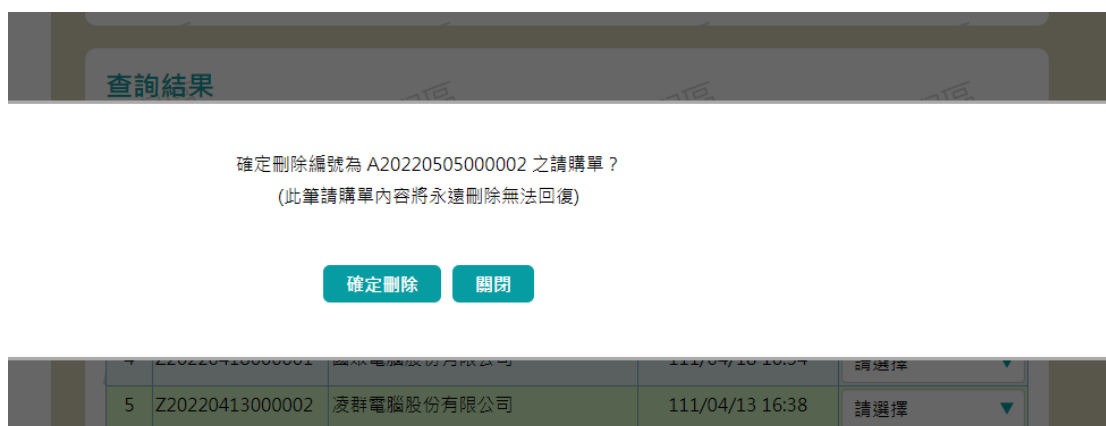 查詢結果
確定刪除編號為 A20220505000002 之請購單？
(此筆請購單內容將永遠刪除無法回復)
確定刪除 關閉
請選擇
5 Z20220413000002 凌群電腦股份有限公司 111/04/13 16:38 請選擇